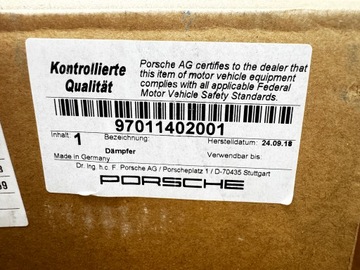 Kontrollierte
Qualität
Porsche AG certifies to the dealer that
this item of motor vehicle equipment
complies with all applicable Federal
Motor Vehicle Safety Standards.
97011402001
Inhalt: 1 Bezeichnung: Herstelldatum: 24.09.18
Dämpfer Verwendbar bis:
Made in Germany
Dr. Ing. h.c. F. Porsche AG / Porscheplatz 1 / D-70435 Stuttgart
PORSCHE